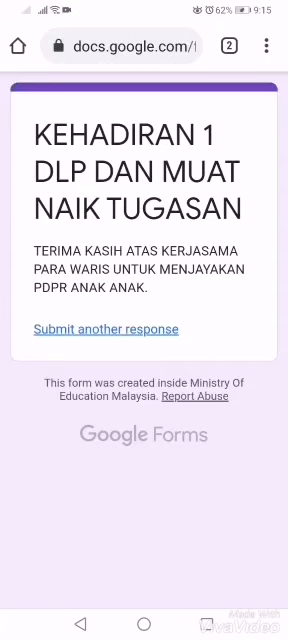 62% 9:15
docs.google.com/f
2
KEHADIRAN 1
DLP DAN MUAT
NAIK TUGASAN
TERIMA KASIH ATAS KERJASAMA
PARA WARIS UNTUK MENJAYAKAN
PDPR ANAK ANAK.
Submit another response
This form was created inside Ministry Of
Education Malaysia. Report Abuse
Google Forms
Made With
VivaVideo